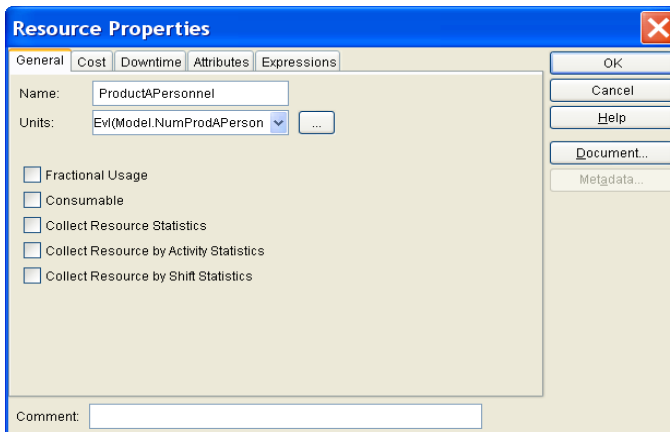 Resource Properties
General Cost Downtime Attributes Expressions
OK
Name: ProductAPersonnel
Cancel
Units: Evl(Model.NumProdAPerson ...
Help
Document...
Fractional Usage
Metadata...
Consumable
Collect Resource Statistics
Collect Resource by Activity Statistics
Collect Resource by Shift Statistics
Comment: